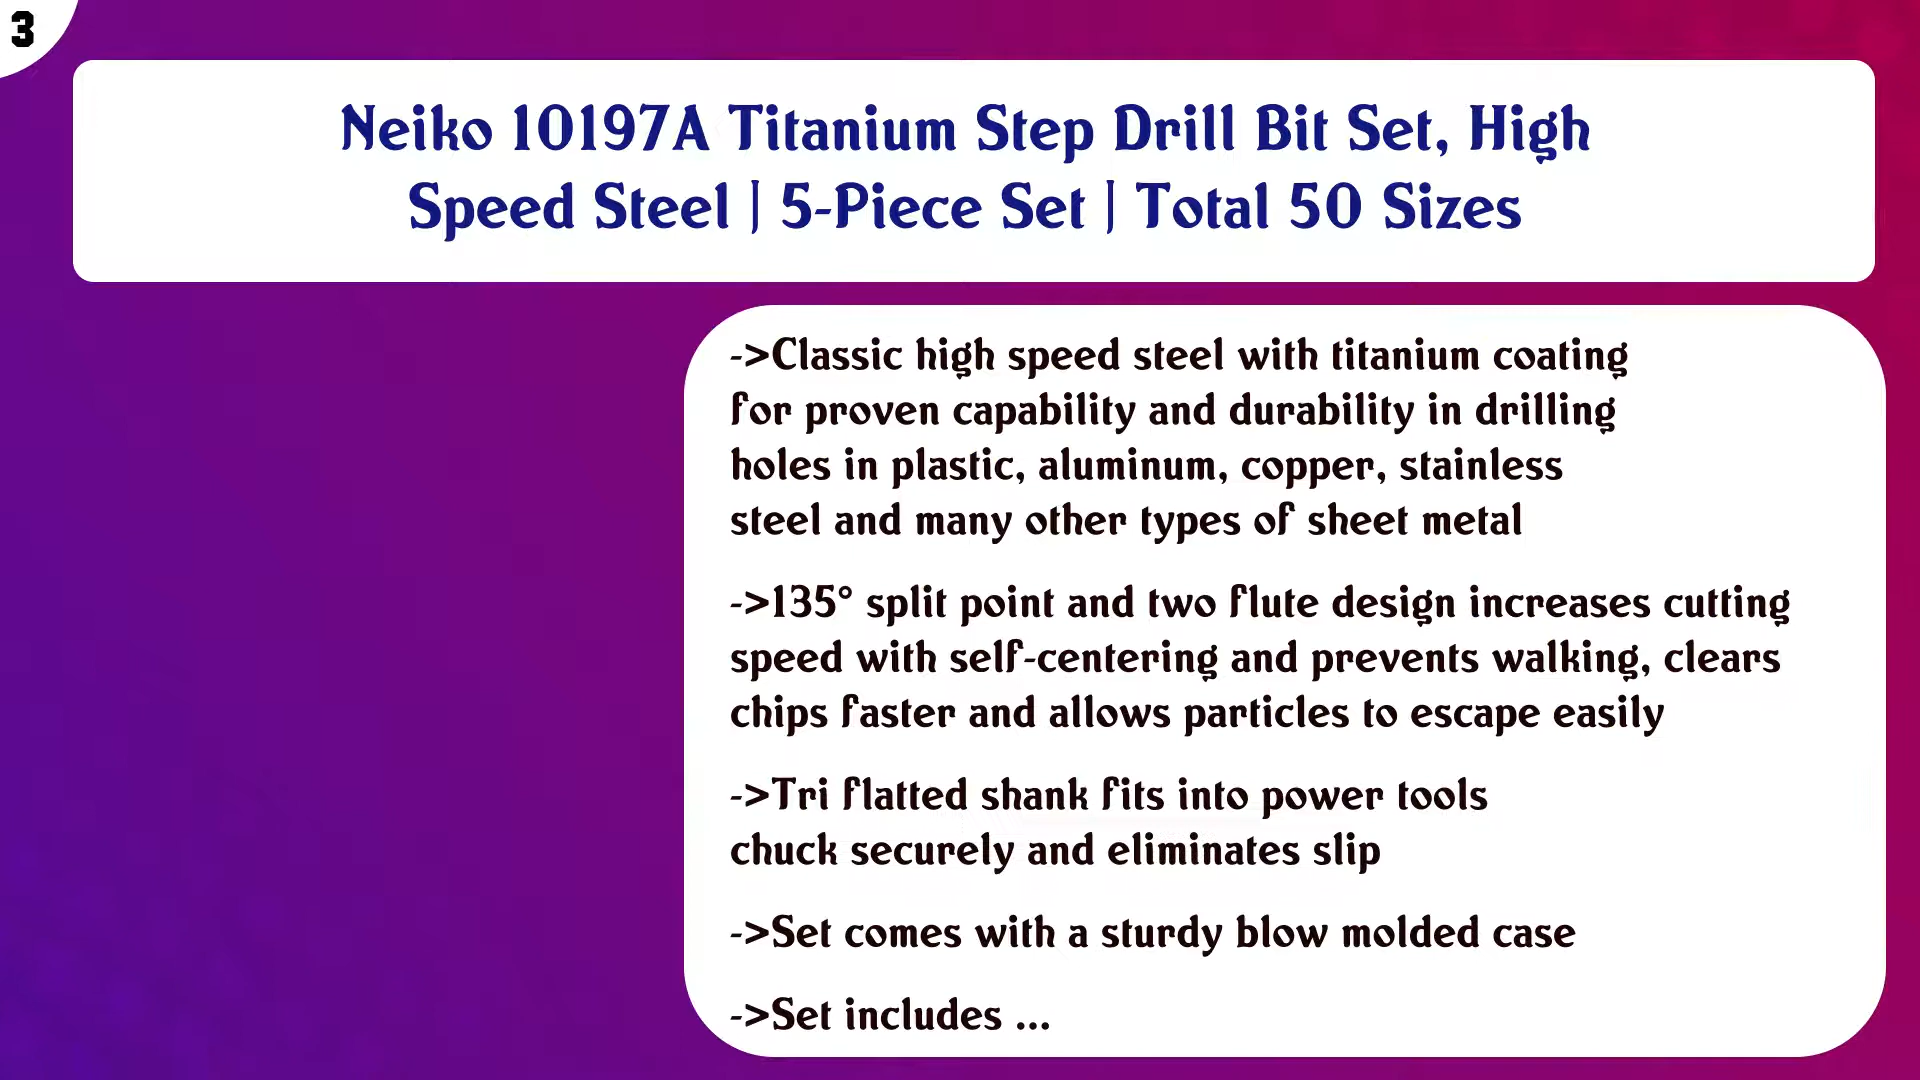 3
Neiko 10197A Titanium Step Drill Bit Set, High
Speed Steel | 5-Piece Set | Total 50 Sizes
->Classic high speed steel with titanium coating
for proven capability and durability in drilling
holes in plastic, aluminum, copper, stainless
steel and many other types of sheet metal
->135° split point and two flute design increases cutting
speed with self-centering and prevents walking, clears
chips faster and allows particles to escape easily
->Tri flatted shank fits into power tools
chuck securely and eliminates slip
->Set comes with a sturdy blow molded case
->Set includes ...